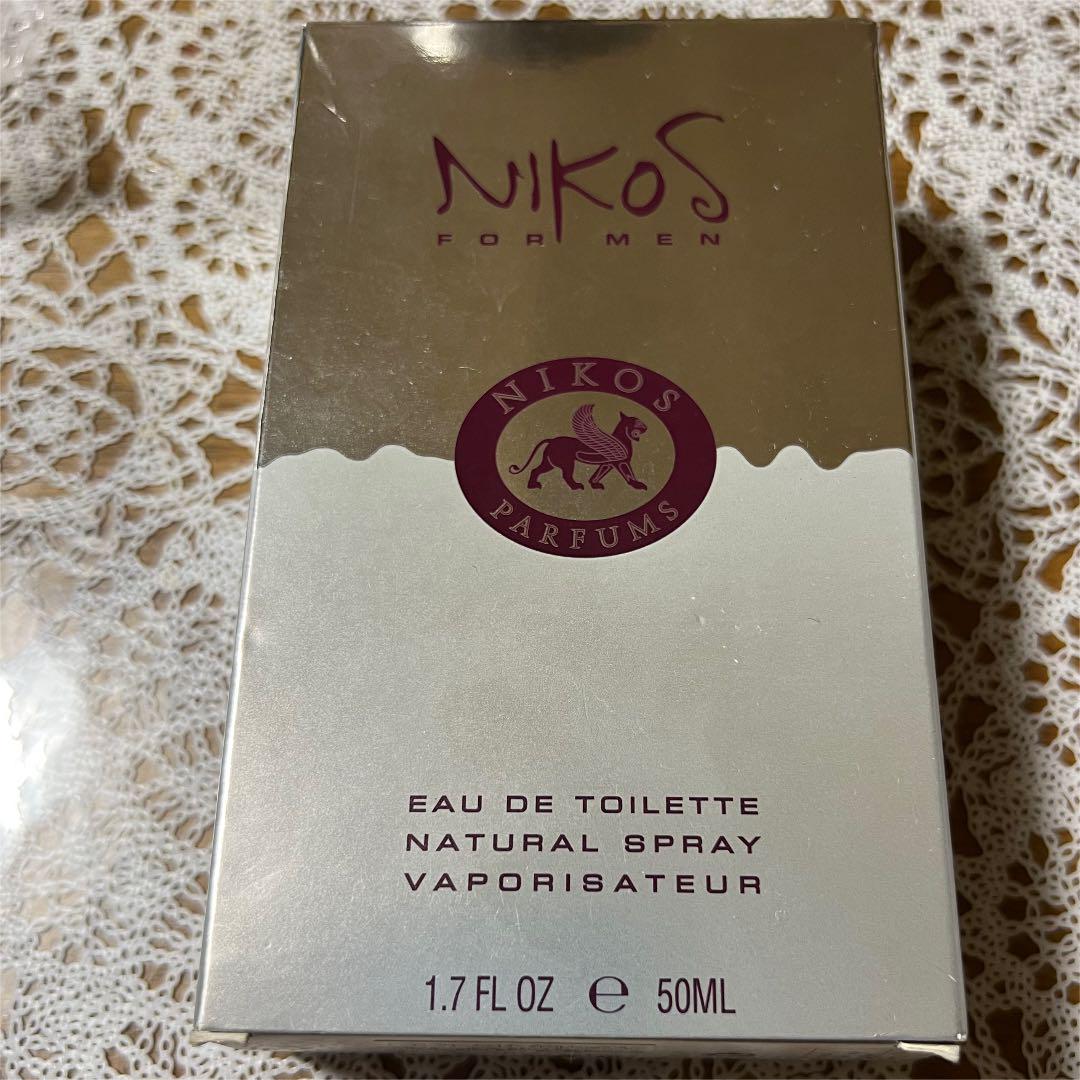 NIKOS
FOR MEN
NIKOS
PARFUMS
EAU DE TOILETTE
NATURAL SPRAY
VAPORISATEUR
1.7 FL OZ ℮ 50ML